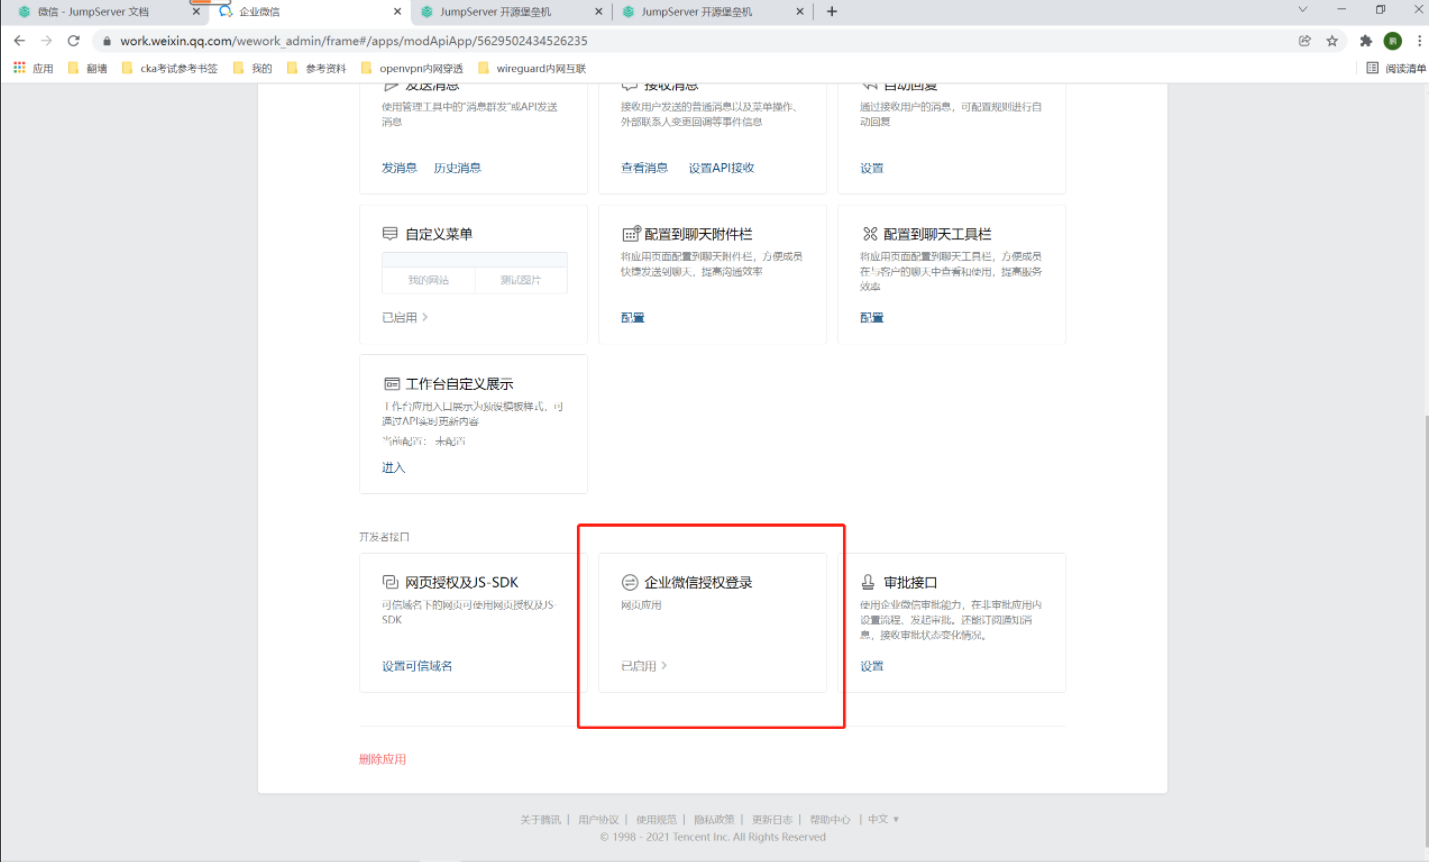 微信 - JumpServer 文档
企业微信
JumpServer 开源堡垒机
JumpServer 开源堡垒机
work.weixin.qq.com/wework_admin/frame#/apps/modApiApp/5629502434526235
应用
翻墙
cka考试参考书签
我的
参考资料
openvpn内网穿透
wireguard内网互联
阅读清单
发送消息
使用管理工具中的“消息群发”或API发送
消息
发消息 历史消息
接收消息
接收用户发送的普通消息以及菜单操作、
外部联系人变更回调等事件信息
查看消息 设置API接收
自动回复
通过接收用户的消息，可配置规则进行自
动回复
设置
自定义菜单
我的网站 测试图片
已启用 >
配置到聊天附件栏
将应用页面配置到聊天附件栏，方便成员
快捷发送到聊天，提高沟通效率
配置
配置到聊天工具栏
将应用页面配置到聊天工具栏，方便成员
在与客户的聊天中查看和使用，提高服务
效率
配置
工作台自定义展示
工作台应用入口展示为预设模板样式，可
通过API实时更新内容
当前配置： 未配置
进入
开发者接口
网页授权及JS-SDK
可信域名下的网页可使用网页授权及JS-
SDK
设置可信域名
企业微信授权登录
网页应用
已启用 >
审批接口
使用企业微信审批能力，在非审批应用内
设置流程、发起审批。还能订阅通知消
息，接收审批状态变化情况。
设置
删除应用
关于腾讯 | 用户协议 | 使用规范 | 隐私政策 | 更新日志 | 帮助中心 | 中文
© 1998 - 2021 Tencent Inc. All Rights Reserved